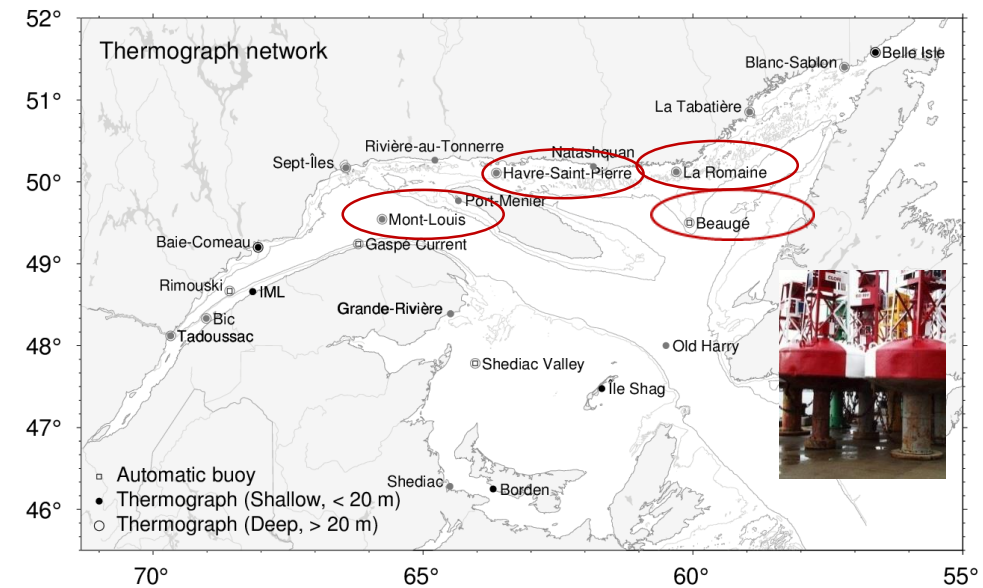 52°
Thermograph network
Belle Isle
Blanc-Sablon
51°
La Tabatière
Rivière-au-Tonnerre
Natashquan
Sept-Îles
Havre-Saint-Pierre
La Romaine
50°
Port-Menier
Mont-Louis
Beaugé
Baie-Comeau
Gaspé Current
49°
Rimouski
IML
Grande-Rivière
Bic
Tadoussac
48°
Old Harry
Shediac Valley
Île Shag
47°
Automatic buoy
Shediac
Borden
Thermograph (Shallow, < 20 m)
46°
Thermograph (Deep, > 20 m)
70°
65°
60°
55°